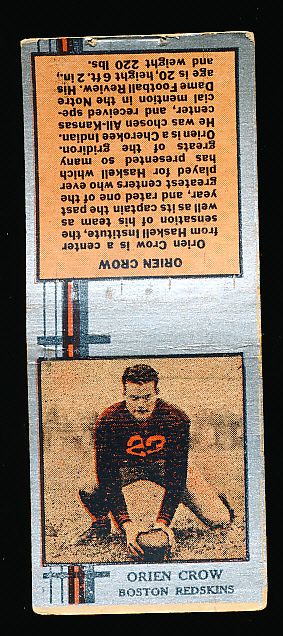 ORIEN CROW
Orien Crow is a center
from Haskell Institute, the
sensation of his team as
well as its captain the past
year, and rated one of the
greatest centers who ever
played for Haskell which
has presented so many
greats of the gridiron.
Orien is a Cherokee Indian.
He was chosen All-Kansas
center, and received spe-
cial mention in the Notre
Dame Football Review. His
age is 20, height 6 ft. 2 in.,
and weight 220 lbs.
23
ORIEN CROW
BOSTON REDSKINS